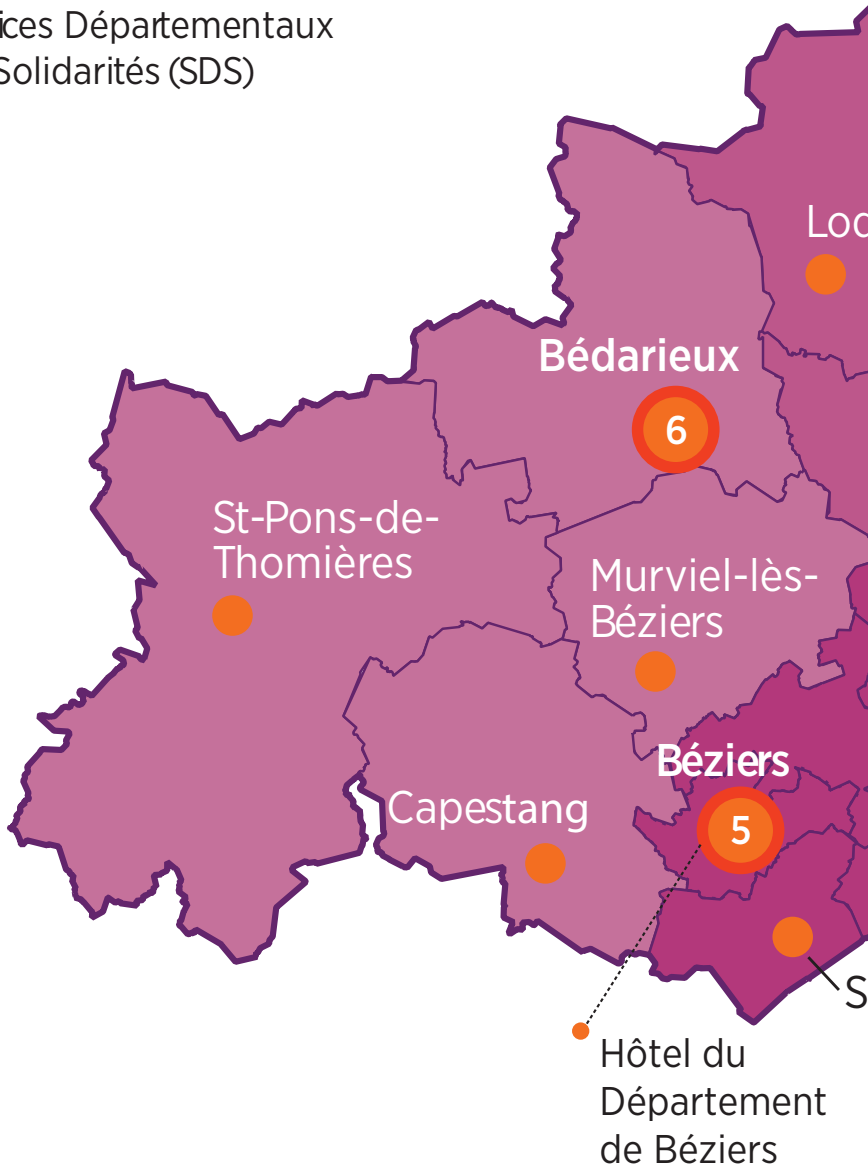 ices Départementaux
Solidarités (SDS)
Lod
Bédarieux
6
St-Pons-de-
Thomières
Murviel-lès-
Béziers
Béziers
5
Capestang
S
Hôtel du
Département
de Béziers